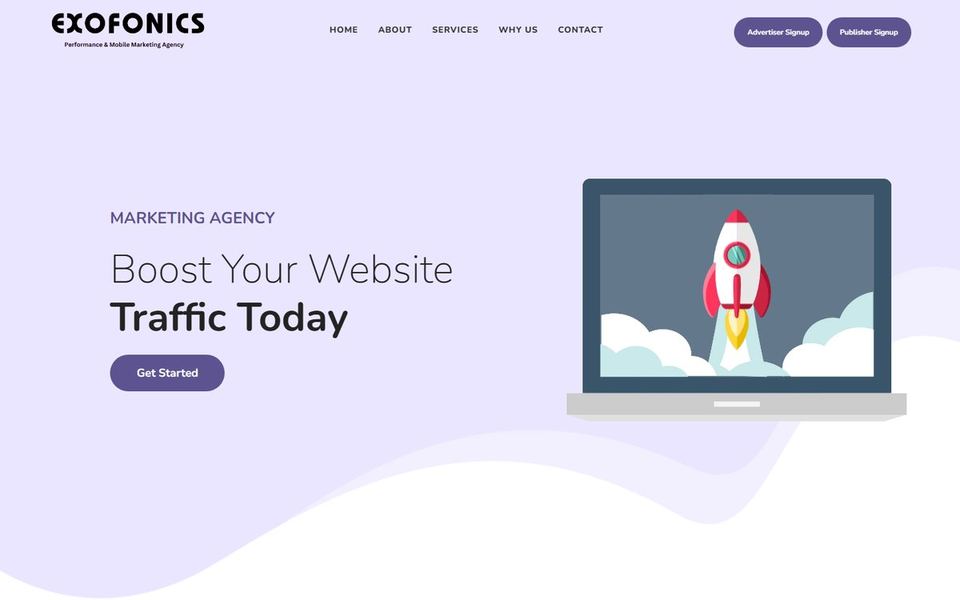 EXOFONICS
Performance & Mobile Marketing Agency
HOME ABOUT SERVICES WHY US CONTACT
Advertiser Signup Publisher Signup
MARKETING AGENCY
Boost Your Website
Traffic Today
Get Started